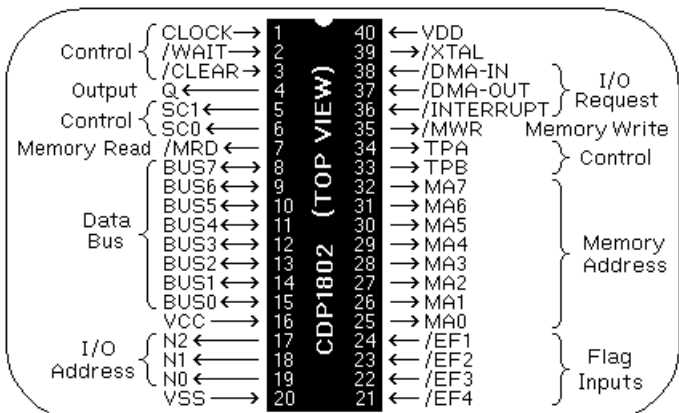 CLOCK→ 1 40 ←VDD
Control /WAIT→ 2 39 →/XTAL
/CLEAR→ 3 38 ←/DMA-IN I/O
Output Q← 4 37 ←/DMA-OUT Request
Control SC1← 5 36 ←/INTERRUPT
SC0← 6 35 →/MWR Memory Write
Memory Read /MRD← 7 34 →TPA Control
BUS7↔ 8 33 →TPB
BUS6↔ 9 32 →MA7
BUS5↔ 10 31 →MA6
Data Bus BUS4↔ 11 30 →MA5
BUS3↔ 12 29 →MA4 Memory Address
BUS2↔ 13 28 →MA3
BUS1↔ 14 27 →MA2
BUS0↔ 15 26 →MA1
VCC→ 16 25 →MA0
I/O Address N2← 17 24 ←/EF1
N1← 18 23 ←/EF2 Flag Inputs
N0← 19 22 ←/EF3
VSS→ 20 21 ←/EF4
CDP1802 (TOP VIEW)